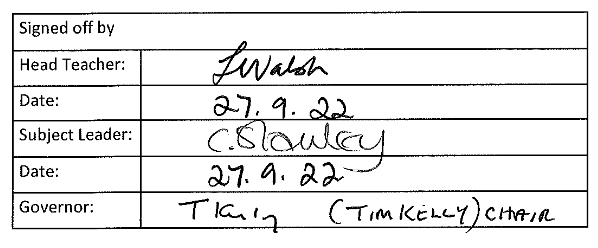 Signed off by
Head Teacher: LWalsh
Date: 27.9.22
Subject Leader:
Date: 27.9.22
Governor: (TIM KELLY) CHAIR